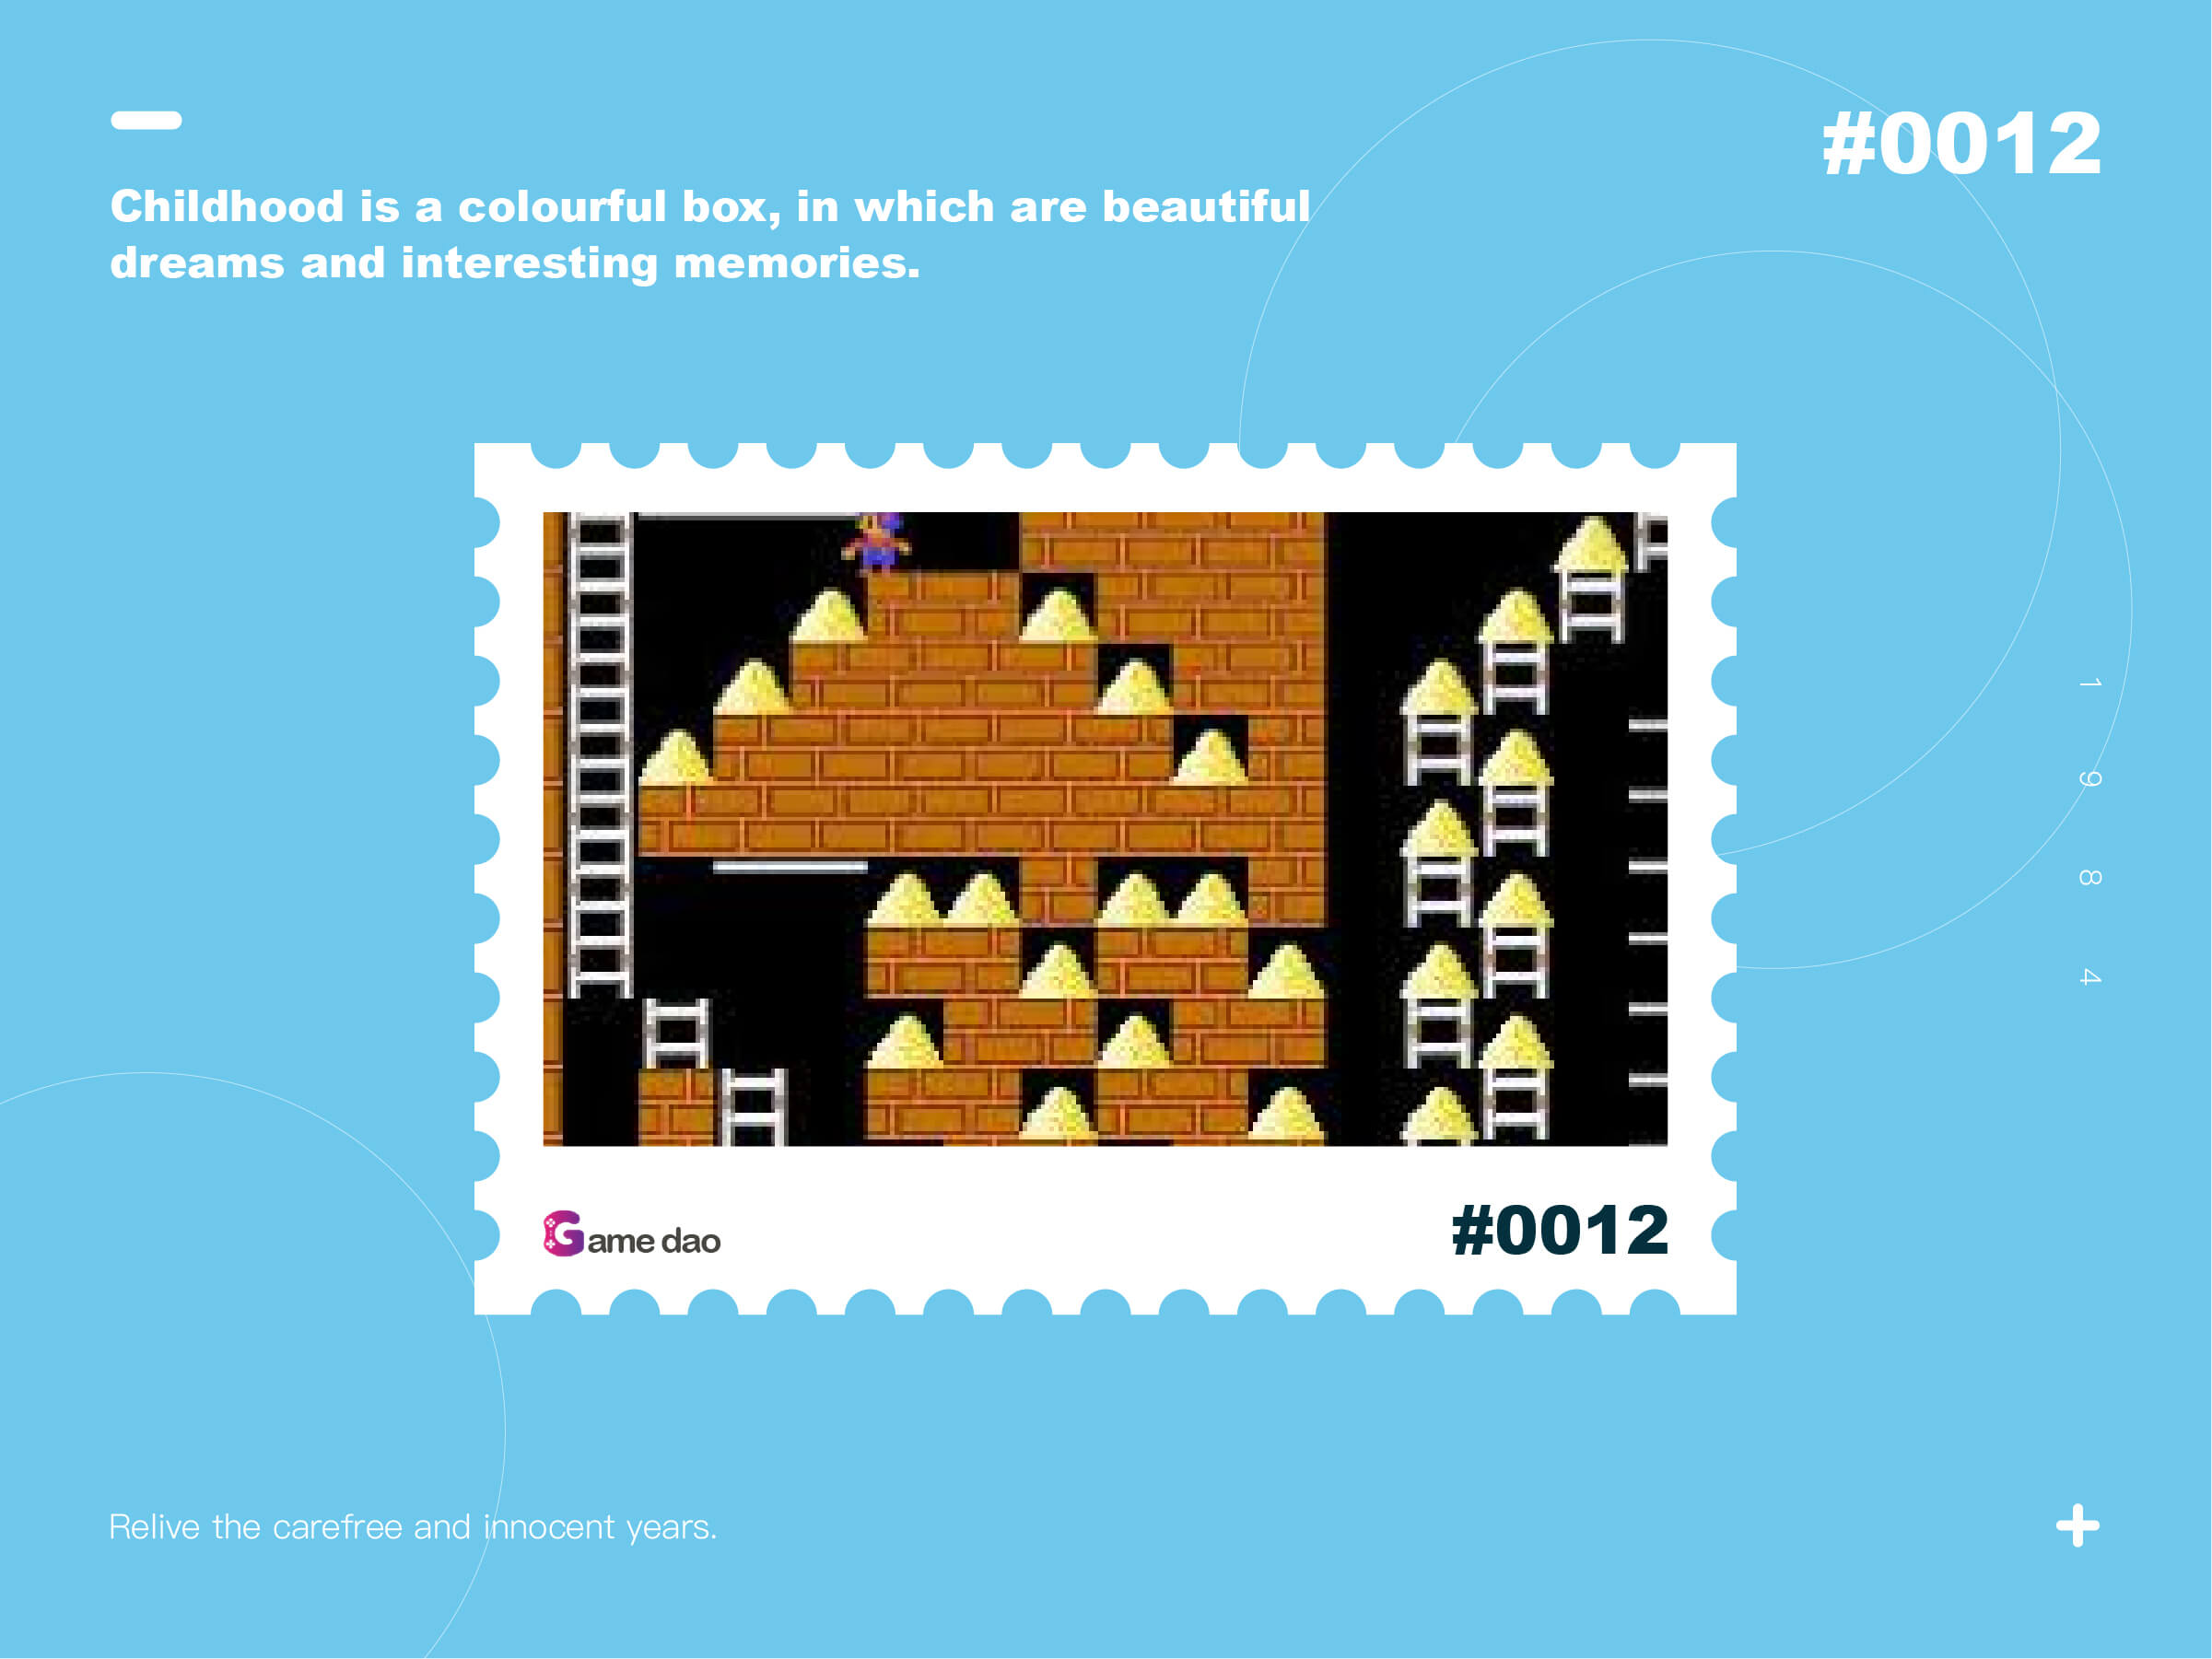 #0012
Childhood is a colourful box, in which are beautiful
dreams and interesting memories.
1 9 8 4
Game dao
#0012
Relive the carefree and innocent years.